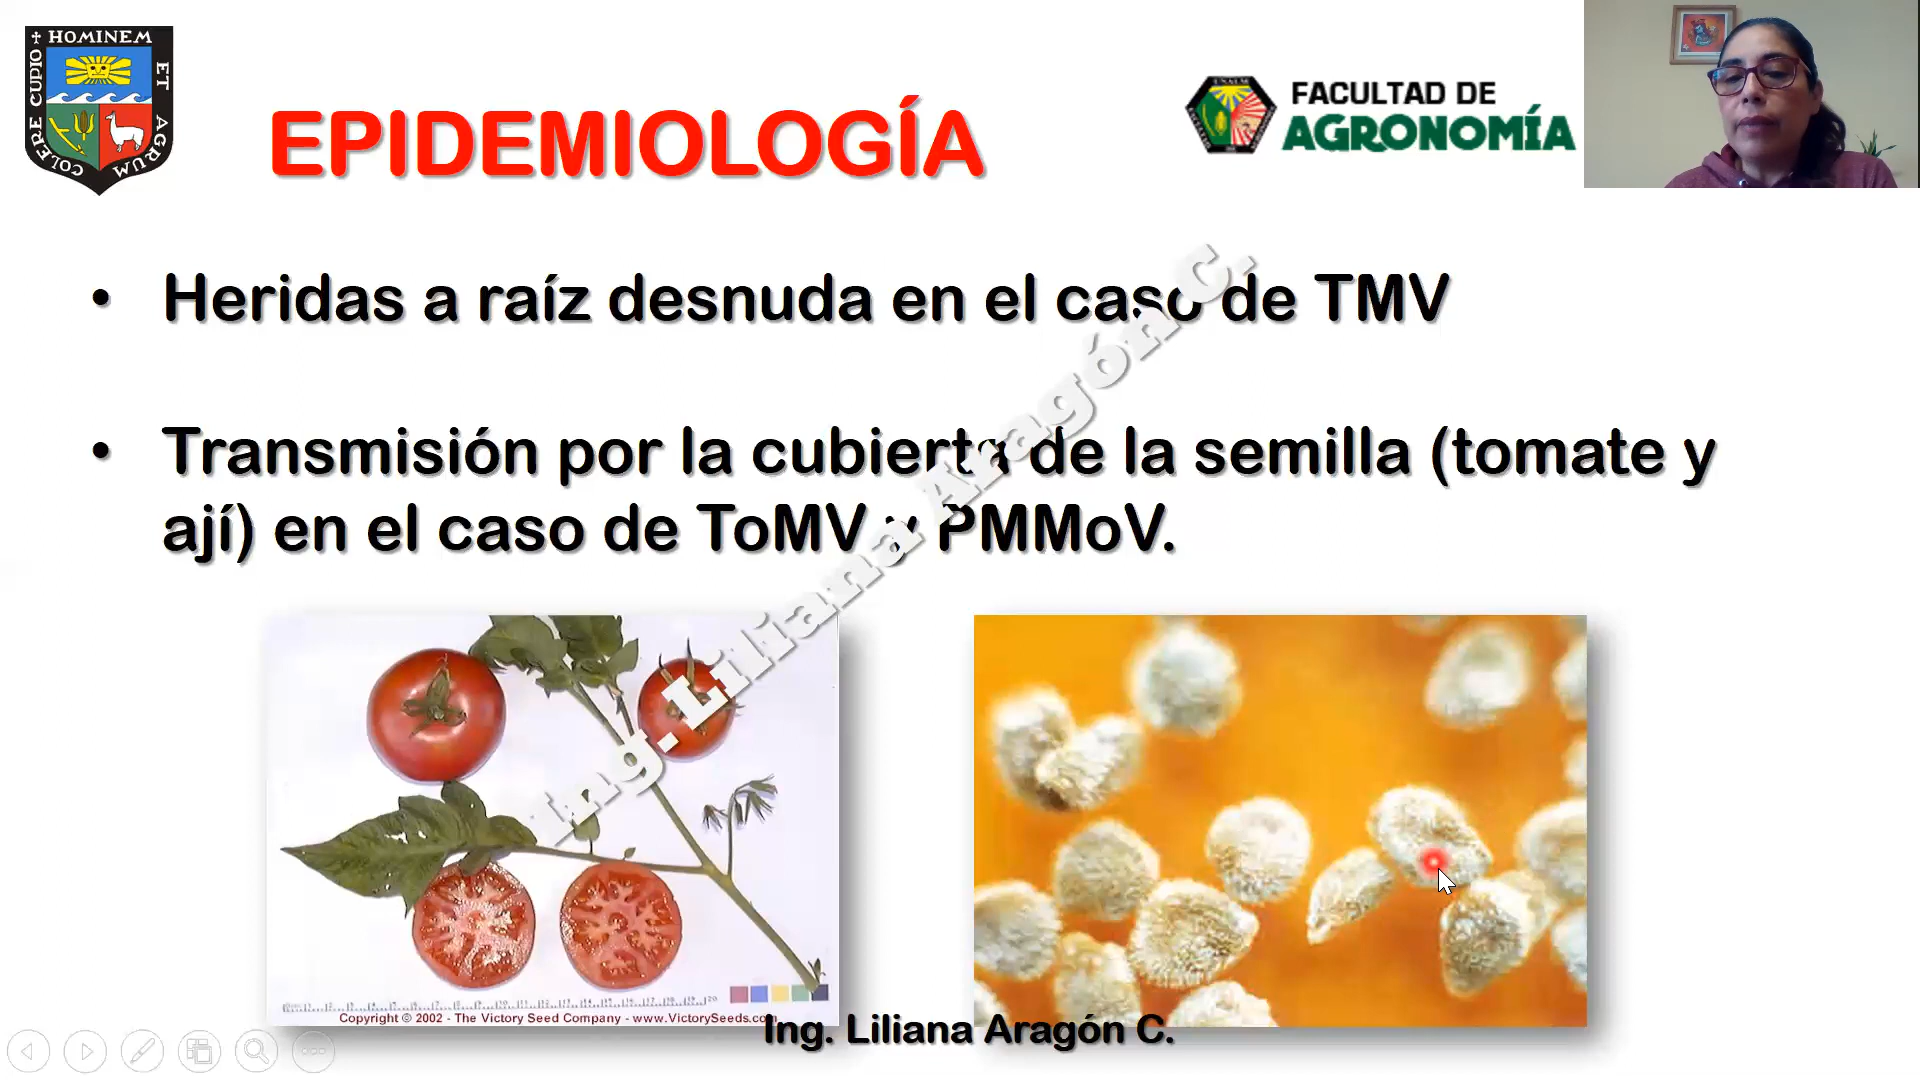 ✝ HOMINEM ET AGRUM COLERE CUPIO
EPIDEMIOLOGÍA
FACULTAD DE
AGRONOMÍA
• Heridas a raíz desnuda en el caso de TMV
• Transmisión por la cubierta de la semilla (tomate y
ají) en el caso de ToMV y PMMoV.
Ing. Liliana Aragón C.
Copyright © 2002 - The Victory Seed Company - www.VictorySeeds.com
Ing. Liliana Aragón C.